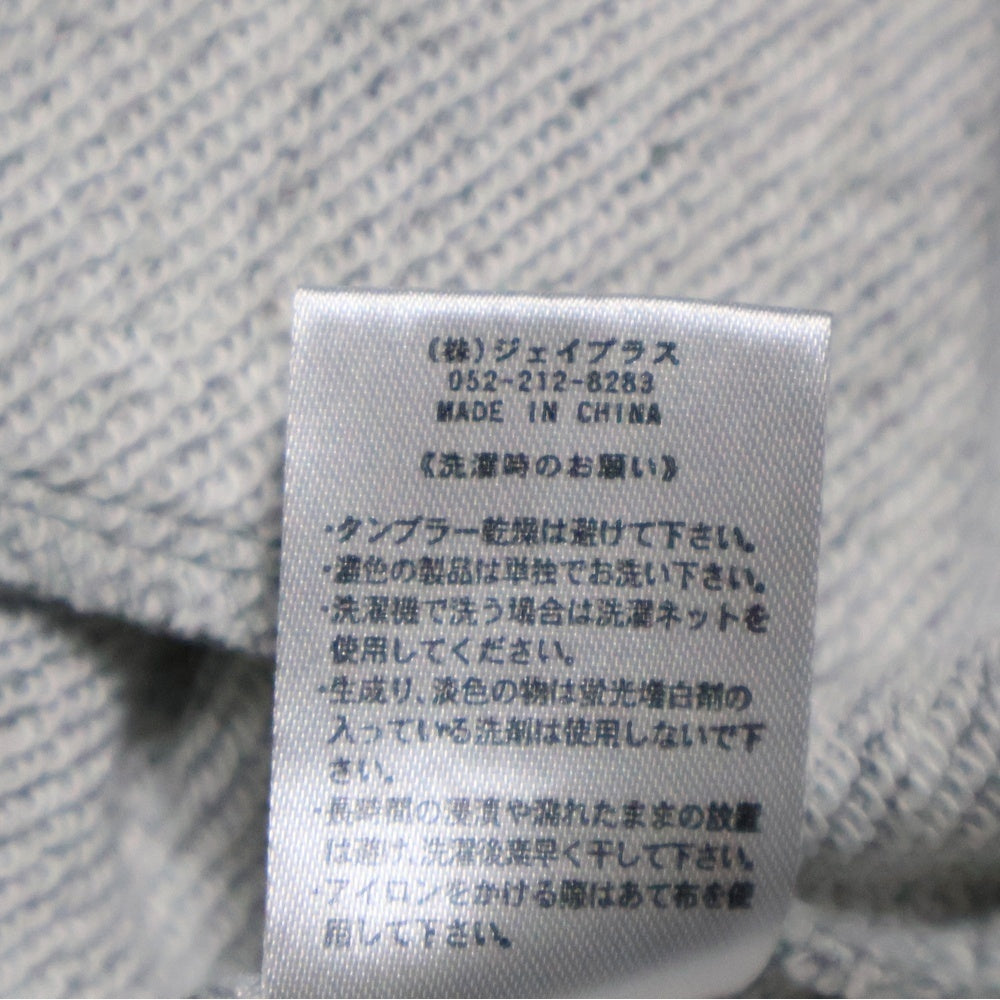 (株)ジェイプラス
052-212-8283
MADE IN CHINA
《洗濯時のお願い》
・タンブラー乾燥は避けて下さい。
・濃色の製品は単独でお洗い下さい。
・洗濯機で洗う場合は洗濯ネットを
使用してください。
・生成り、淡色の物は蛍光増白剤の
入っている洗剤は使用しないで下
さい。
・長時間の浸漬や濡れたままの放置
は避け、洗濯後素早く干して下さい。
・アイロンをかける際はあて布を使
用して下さい。